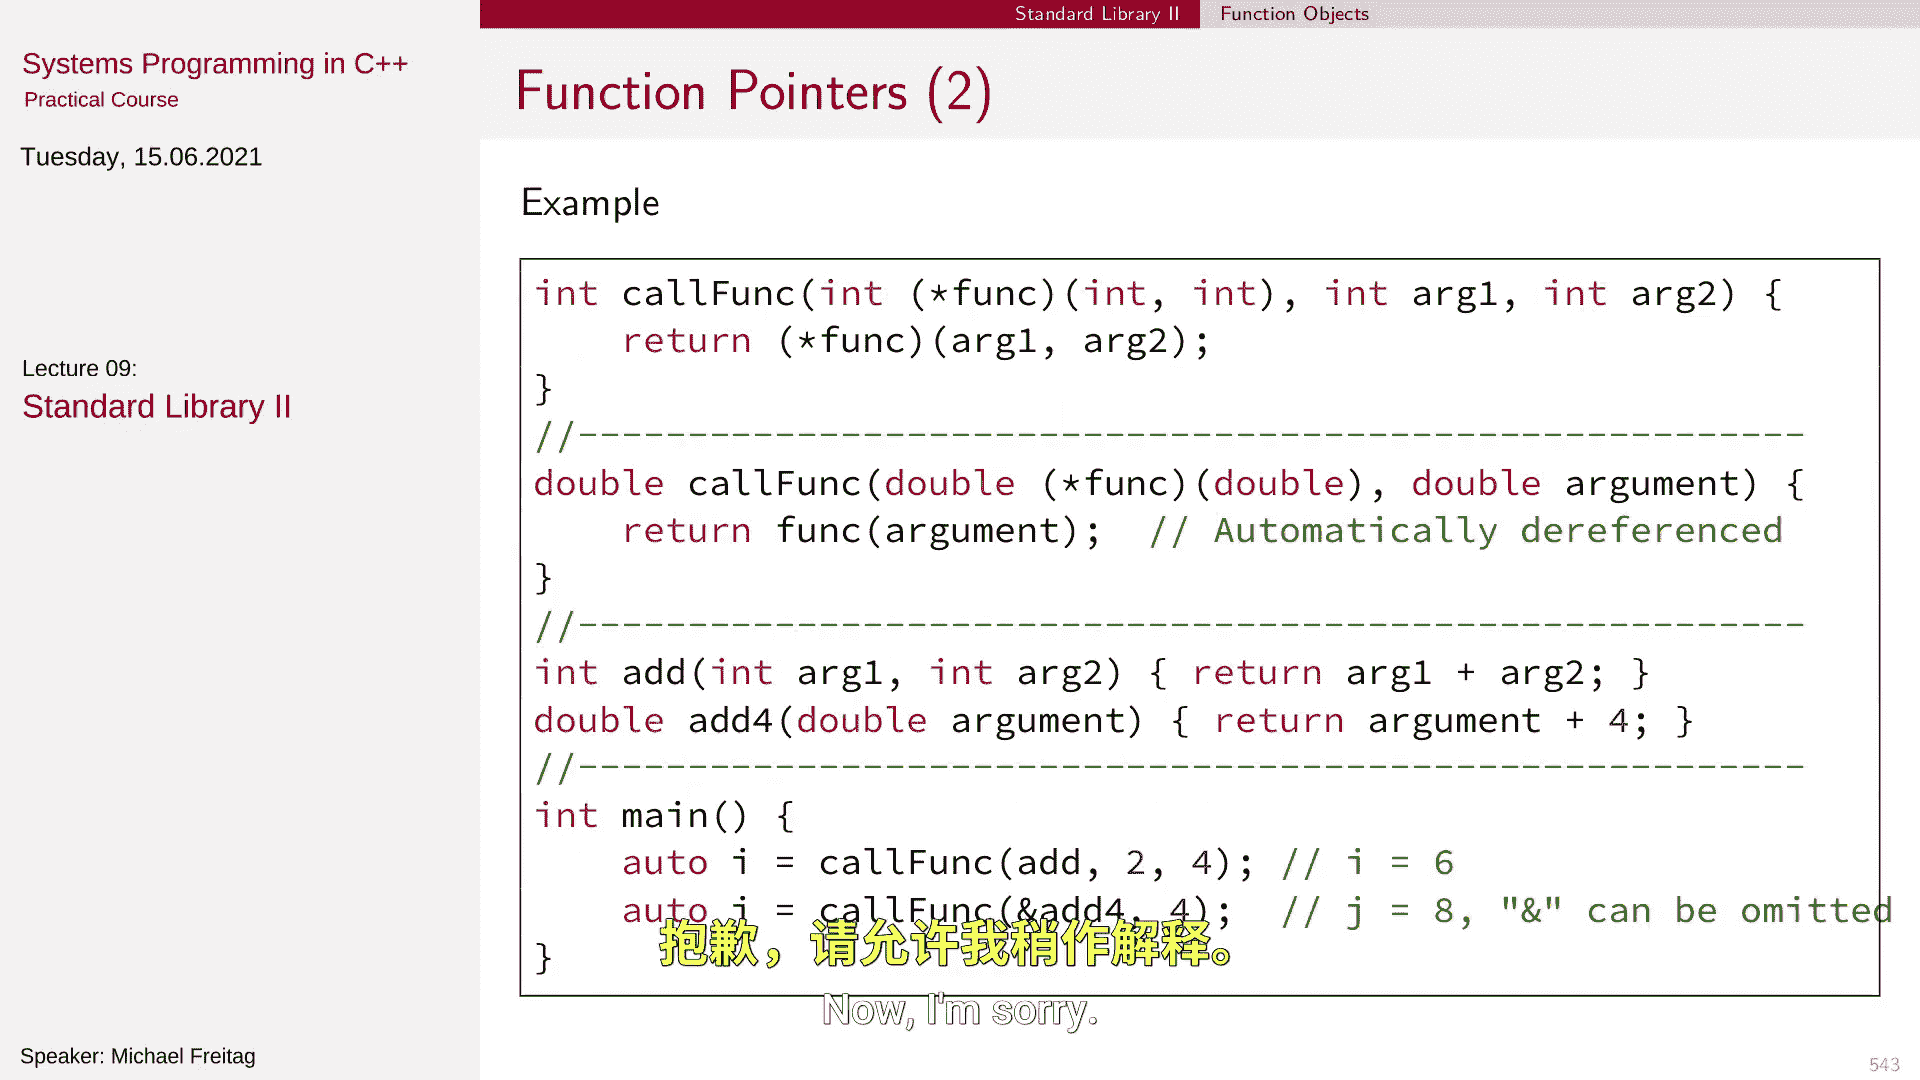 Standard Library II
Function Objects
Systems Programming in C++
Practical Course
Tuesday, 15.06.2021
Lecture 09:
Standard Library II
Speaker: Michael Freitag
Function Pointers (2)
Example
int callFunc(int (*func)(int, int), int arg1, int arg2) {
    return (*func)(arg1, arg2);
}
//--------------------------------------------------------
double callFunc(double (*func)(double), double argument) {
    return func(argument);  // Automatically dereferenced
}
//--------------------------------------------------------
int add(int arg1, int arg2) { return arg1 + arg2; }
double add4(double argument) { return argument + 4; }
//--------------------------------------------------------
int main() {
    auto i = callFunc(add, 2, 4); // i = 6
    auto j = callFunc(&add4, 4);  // j = 8, "&" can be omitted
}
抱歉，请允许我稍作解释。
Now, I'm sorry.
543